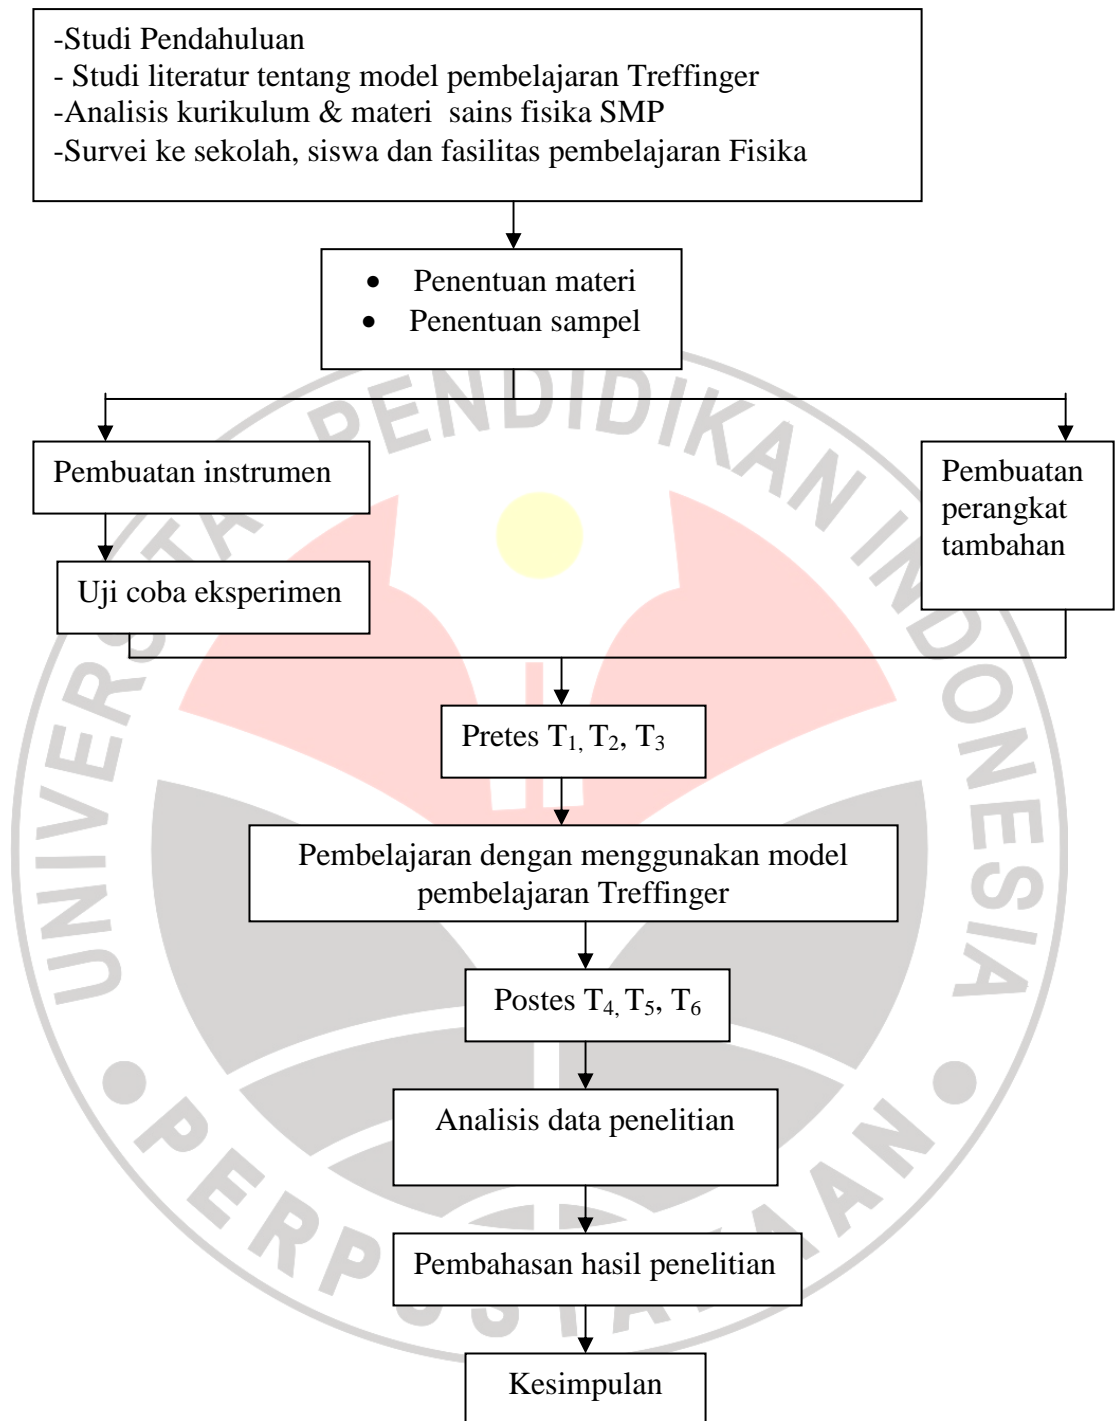 -Studi Pendahuluan
- Studi literatur tentang model pembelajaran Treffinger
-Analisis kurikulum & materi sains fisika SMP
-Survei ke sekolah, siswa dan fasilitas pembelajaran Fisika
• Penentuan materi
• Penentuan sampel
Pembuatan instrumen
Pembuatan
perangkat
tambahan
Uji coba eksperimen
Pretes T₁, T₂, T₃
Pembelajaran dengan menggunakan model
pembelajaran Treffinger
Postes T₄, T₅, T₆
Analisis data penelitian
Pembahasan hasil penelitian
Kesimpulan
PENDIDIKAN INDONESIA